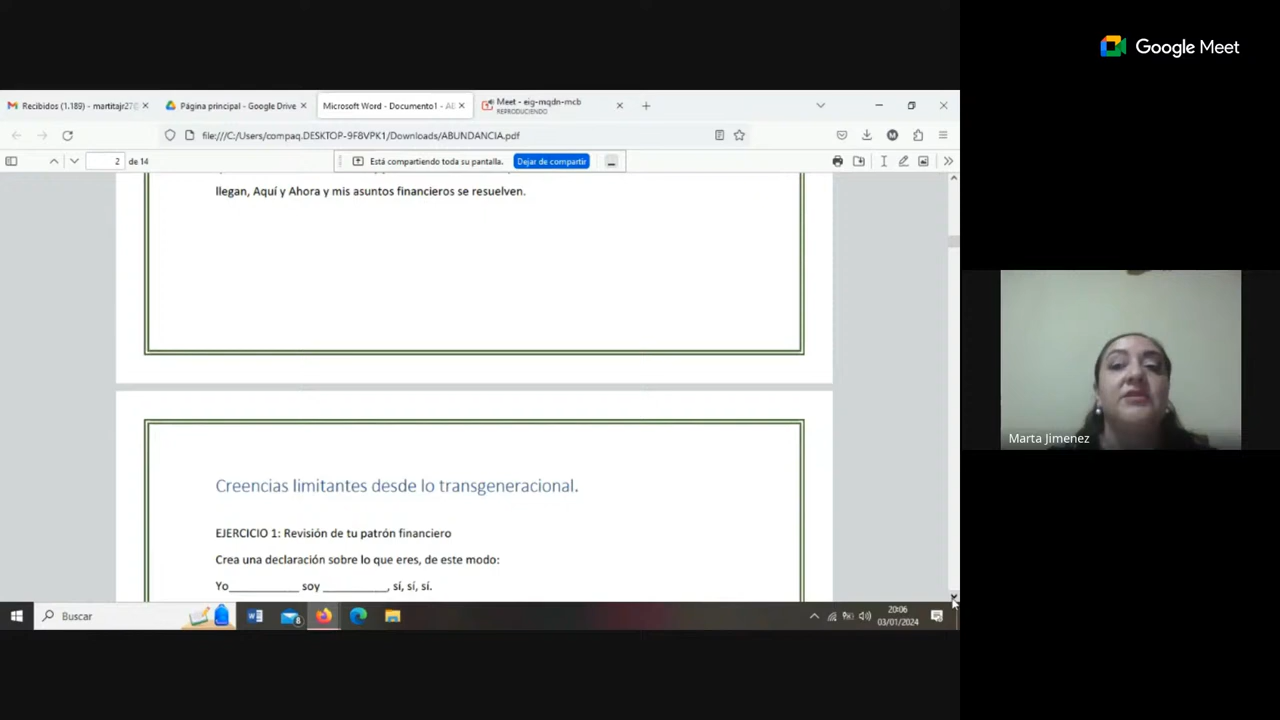 Google Meet
Recibidos (1.189) - martitajr27@
Página principal - Google Drive
Microsoft Word - Documento1 - AB
Meet - eig-mqdn-mcb
REPRODUCIENDO
file:///C:/Users/compaq.DESKTOP-9F8VPK1/Downloads/ABUNDANCIA.pdf
2 de 14
Está compartiendo toda su pantalla.
Dejar de compartir
llegan, Aquí y Ahora y mis asuntos financieros se resuelven.
Creencias limitantes desde lo transgeneracional.
EJERCICIO 1: Revisión de tu patrón financiero
Crea una declaración sobre lo que eres, de este modo:
Yo___________ soy __________, sí, sí, sí.
Marta Jimenez
Buscar
8
20:06
03/01/2024